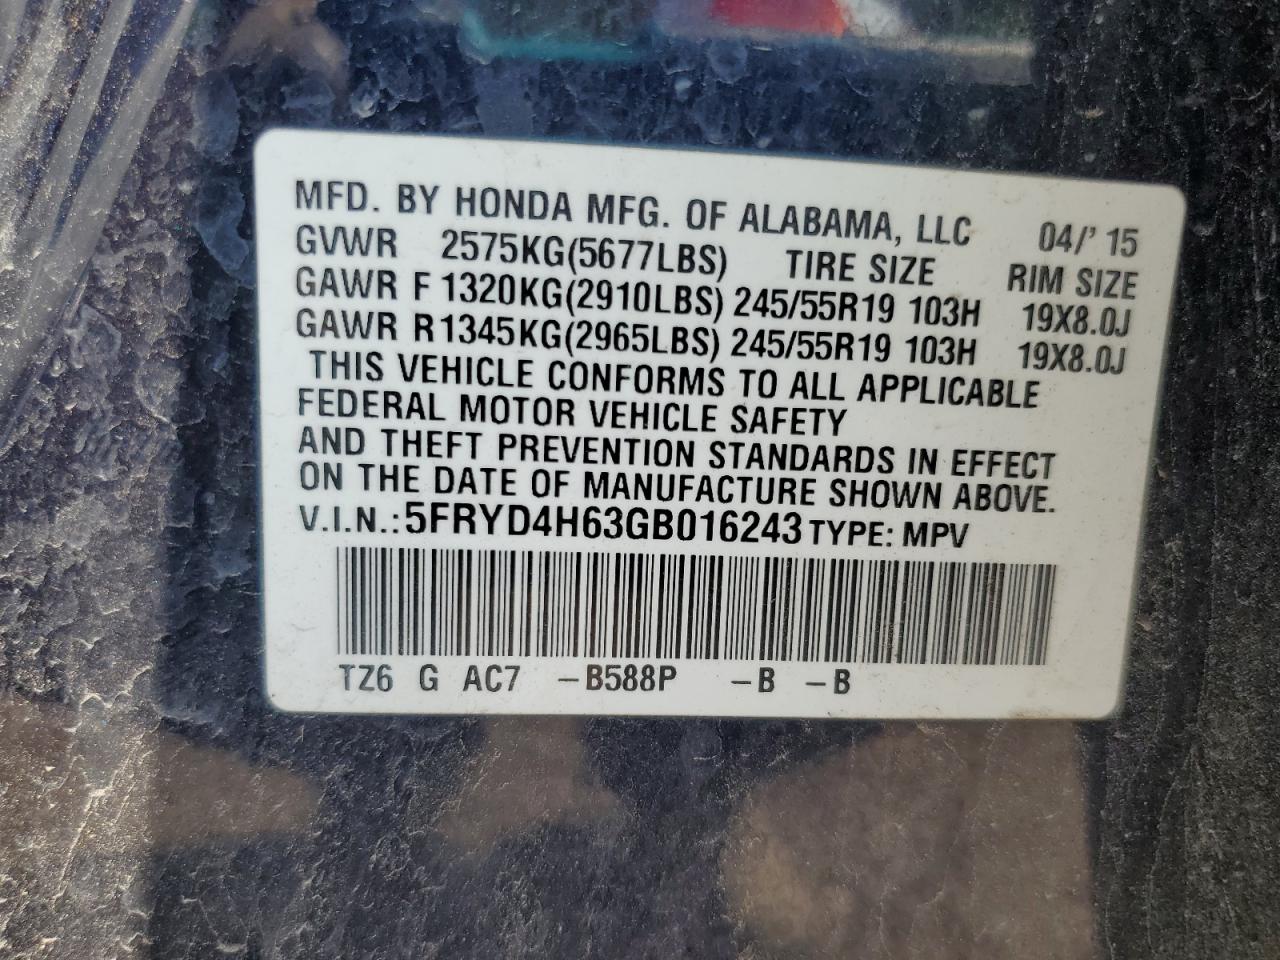 MFD. BY HONDA MFG. OF ALABAMA, LLC 04/' 15
GVWR 2575KG(5677LBS) TIRE SIZE RIM SIZE
GAWR F 1320KG(2910LBS) 245/55R19 103H 19X8.0J
GAWR R1345KG(2965LBS) 245/55R19 103H 19X8.0J
THIS VEHICLE CONFORMS TO ALL APPLICABLE
FEDERAL MOTOR VEHICLE SAFETY
AND THEFT PREVENTION STANDARDS IN EFFECT
ON THE DATE OF MANUFACTURE SHOWN ABOVE.
V.I.N.: 5FRYD4H63GB016243 TYPE: MPV
TZ6 G AC7 -B588P -B -B